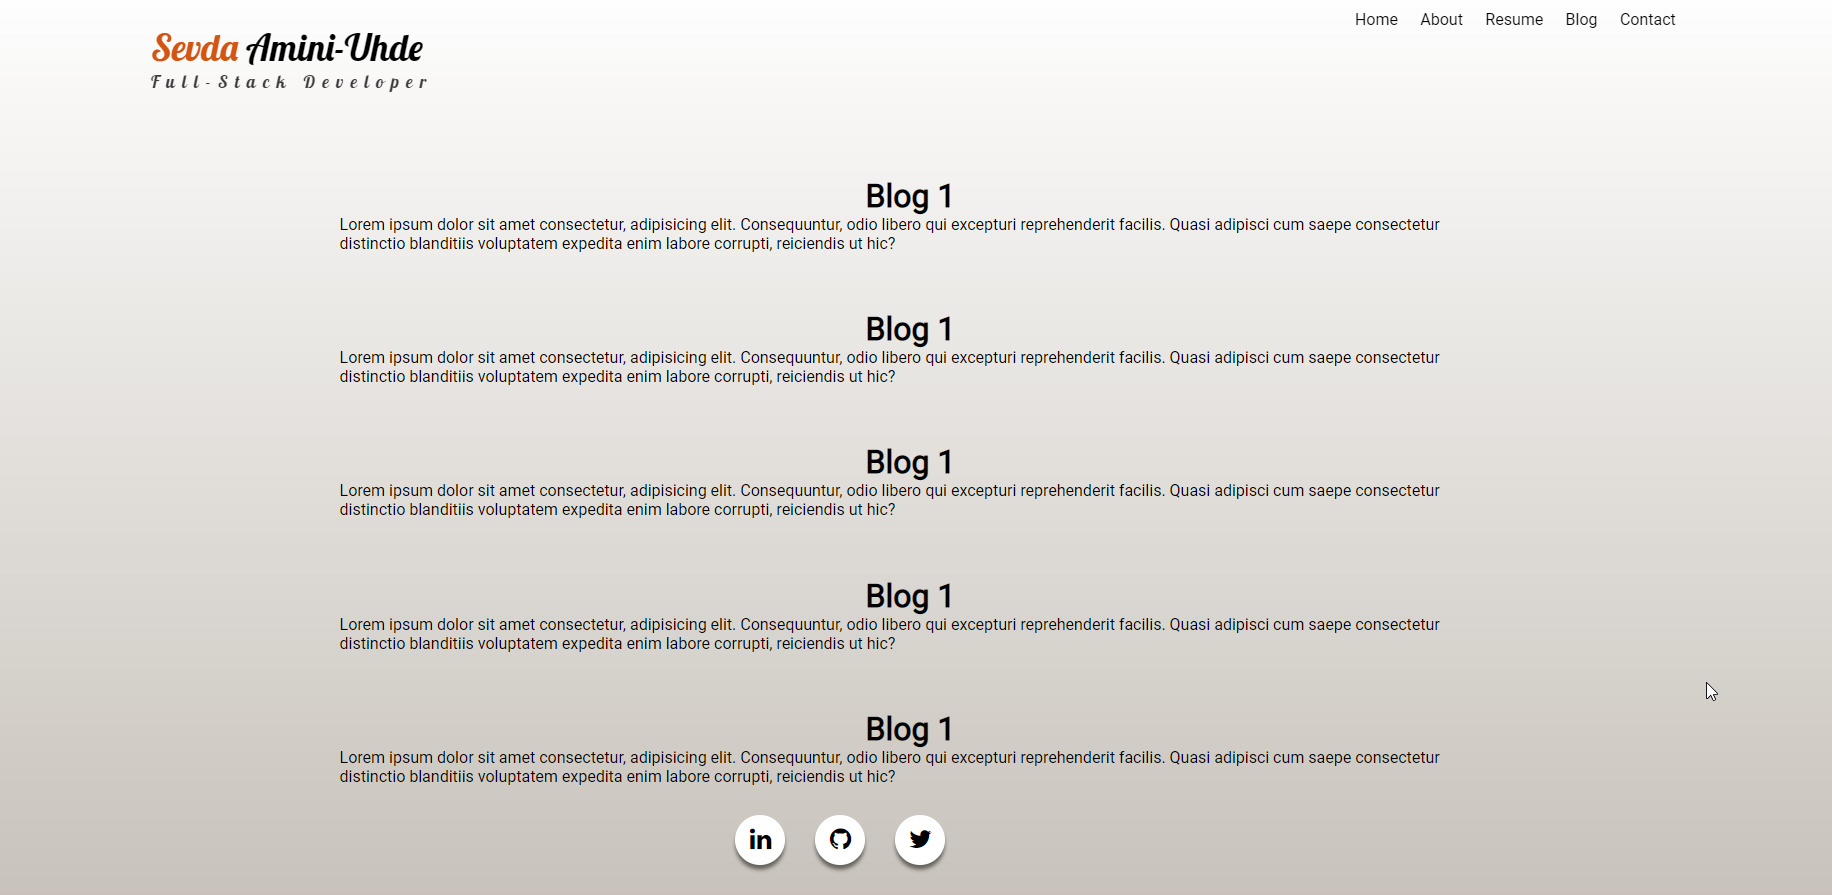 Home About Resume Blog Contact
Sevda Amini-Uhde
Full-Stack Developer
Blog 1
Lorem ipsum dolor sit amet consectetur, adipisicing elit. Consequuntur, odio libero qui excepturi reprehenderit facilis. Quasi adipisci cum saepe consectetur
distinctio blanditiis voluptatem expedita enim labore corrupti, reiciendis ut hic?
Blog 1
Lorem ipsum dolor sit amet consectetur, adipisicing elit. Consequuntur, odio libero qui excepturi reprehenderit facilis. Quasi adipisci cum saepe consectetur
distinctio blanditiis voluptatem expedita enim labore corrupti, reiciendis ut hic?
Blog 1
Lorem ipsum dolor sit amet consectetur, adipisicing elit. Consequuntur, odio libero qui excepturi reprehenderit facilis. Quasi adipisci cum saepe consectetur
distinctio blanditiis voluptatem expedita enim labore corrupti, reiciendis ut hic?
Blog 1
Lorem ipsum dolor sit amet consectetur, adipisicing elit. Consequuntur, odio libero qui excepturi reprehenderit facilis. Quasi adipisci cum saepe consectetur
distinctio blanditiis voluptatem expedita enim labore corrupti, reiciendis ut hic?
Blog 1
Lorem ipsum dolor sit amet consectetur, adipisicing elit. Consequuntur, odio libero qui excepturi reprehenderit facilis. Quasi adipisci cum saepe consectetur
distinctio blanditiis voluptatem expedita enim labore corrupti, reiciendis ut hic?
in